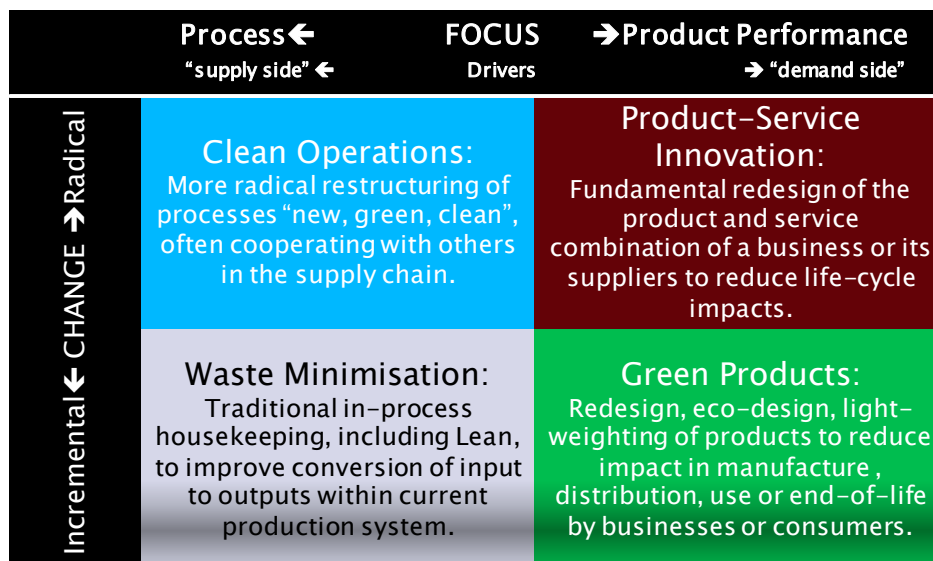 Process← FOCUS →Product Performance
“supply side” ← Drivers → “demand side”
Incremental← CHANGE →Radical
Clean Operations:
More radical restructuring of
processes “new, green, clean”,
often cooperating with others
in the supply chain.
Product-Service
Innovation:
Fundamental redesign of the
product and service
combination of a business or its
suppliers to reduce life-cycle
impacts.
Waste Minimisation:
Traditional in-process
housekeeping, including Lean,
to improve conversion of input
to outputs within current
production system.
Green Products:
Redesign, eco-design, light-
weighting of products to reduce
impact in manufacture ,
distribution, use or end-of-life
by businesses or consumers.